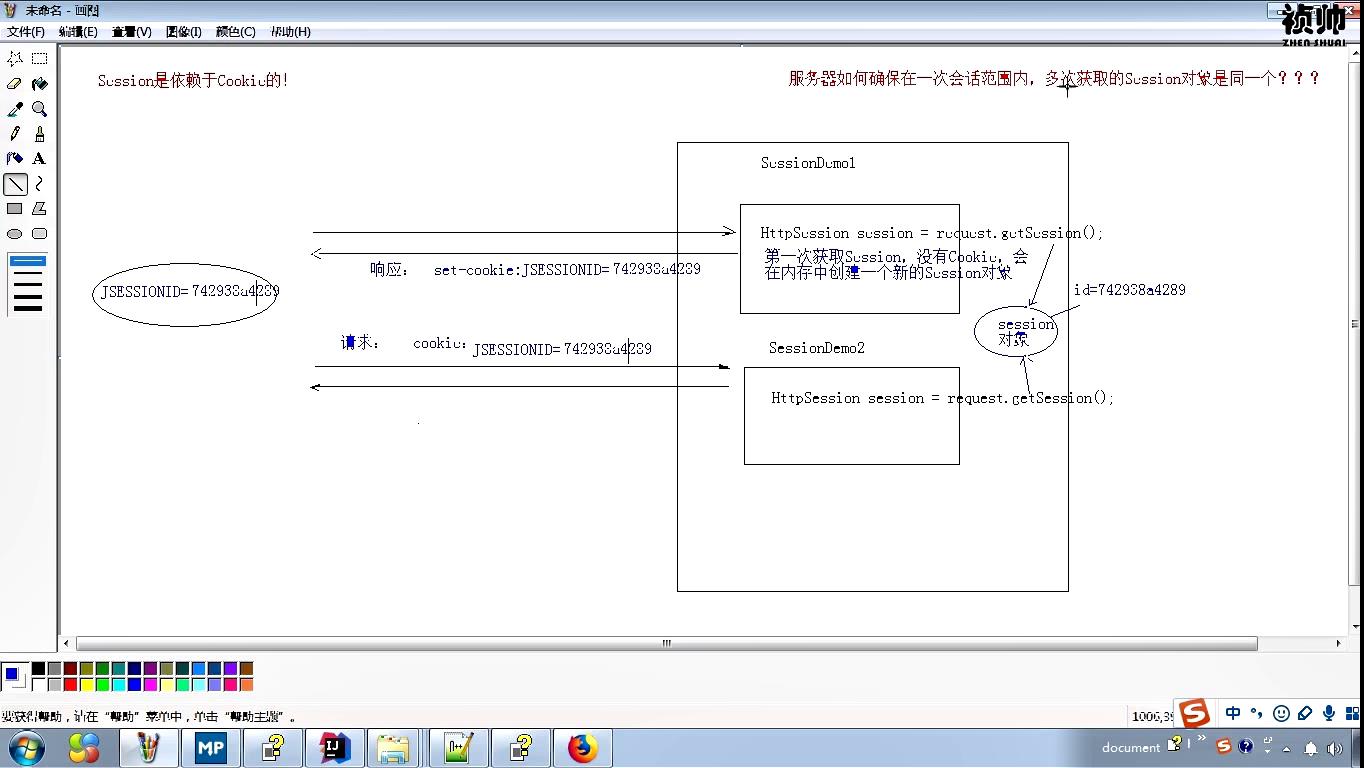 未命名 - 画图
祯帅
ZHEN SHUAI
文件(F) 编辑(E) 查看(V) 图像(I) 颜色(C) 帮助(H)
Session是依赖于Cookie的!
服务器如何确保在一次会话范围内，多次获取的Session对象是同一个？？？
SessionDemo1
HttpSession session = request.getSession();
第一次获取Session，没有Cookie，会
在内存中创建一个新的Session对象
响应： set-cookie:JSESSIONID=742938a4289
JSESSIONID=742938a4289
id=742938a4289
session
对象
请求： cookie：JSESSIONID=742938a4289
SessionDemo2
HttpSession session = request.getSession();
要获得帮助，请在“帮助”菜单中，单击“帮助主题”。
1006,39
中
MP
IJ
document